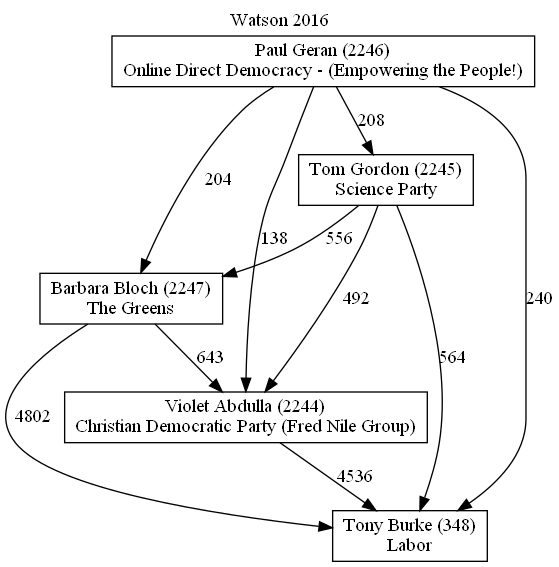 Watson 2016
Paul Geran (2246)
Online Direct Democracy - (Empowering the People!)
208
Tom Gordon (2245)
Science Party
204
138
556
240
Barbara Bloch (2247)
The Greens
492
643
564
Violet Abdulla (2244)
Christian Democratic Party (Fred Nile Group)
4802
4536
Tony Burke (348)
Labor